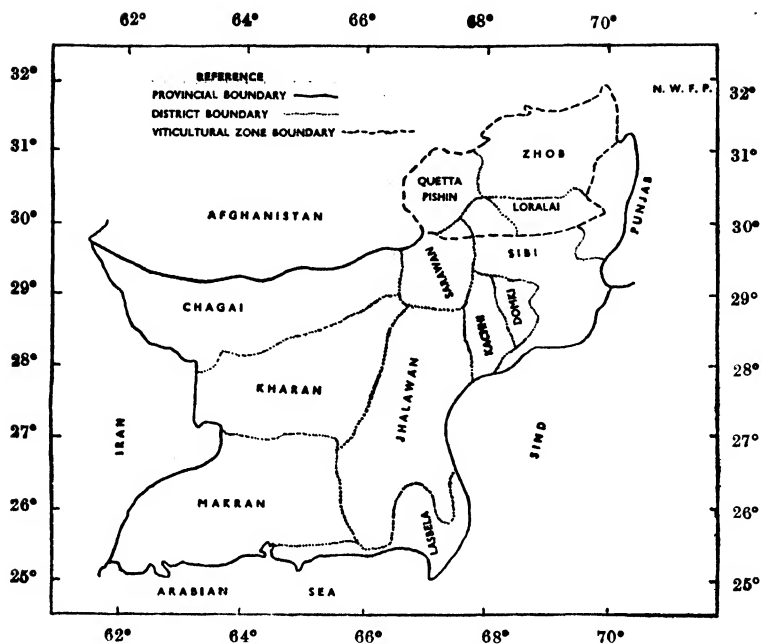 62° 64° 66° 68° 70°
32° 32°
REFERENCE
N. W. F. P.
PROVINCIAL BOUNDARY
DISTRICT BOUNDARY
VITICULTURAL ZONE BOUNDARY
31° 31°
ZHOB
QUETTA
PISHIN
LORALAI
PUNJAB
AFGHANISTAN
30° 30°
SIBI
SARAWAN
29° 29°
CHAGAI
DOMKI
KACHHI
28° 28°
KHARAN
JHALAWAN
IRAN
27° 27°
SIND
26° 26°
MAKRAN
LASBELA
25° 25°
ARABIAN SEA
62° 64° 66° 68° 70°